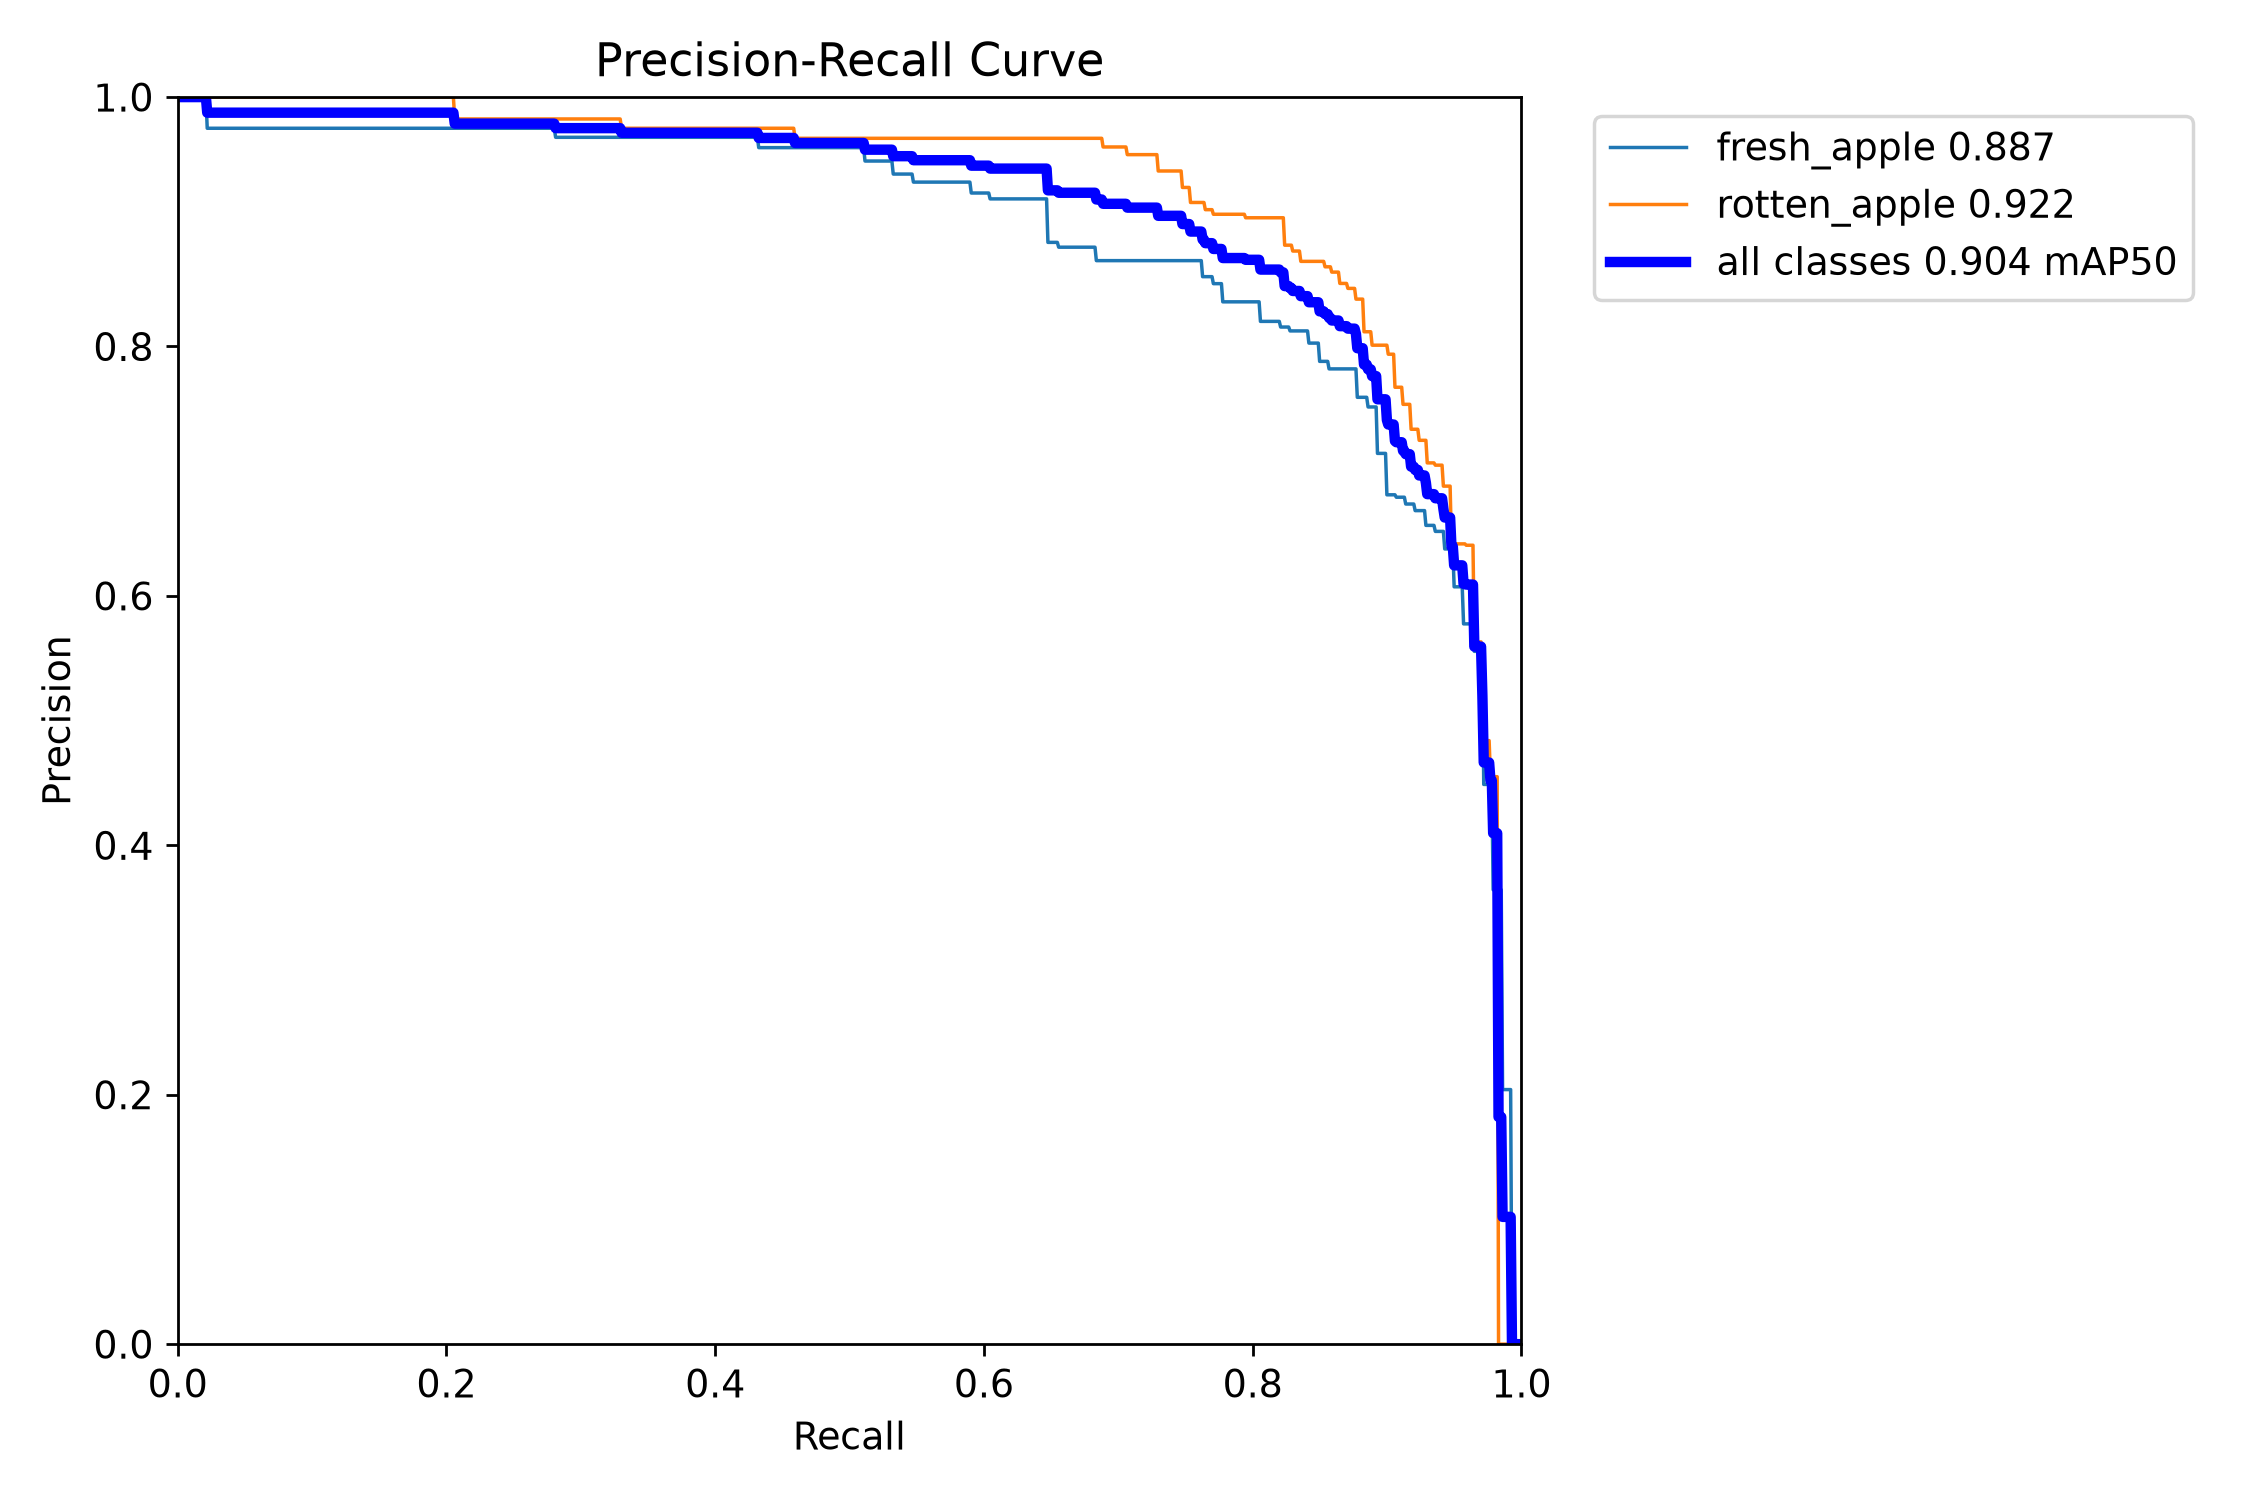 Precision-Recall Curve
1.0
0.8
0.6
0.4
0.2
0.0
Precision
0.0 0.2 0.4 0.6 0.8 1.0
Recall
fresh_apple 0.887
rotten_apple 0.922
all classes 0.904 mAP50